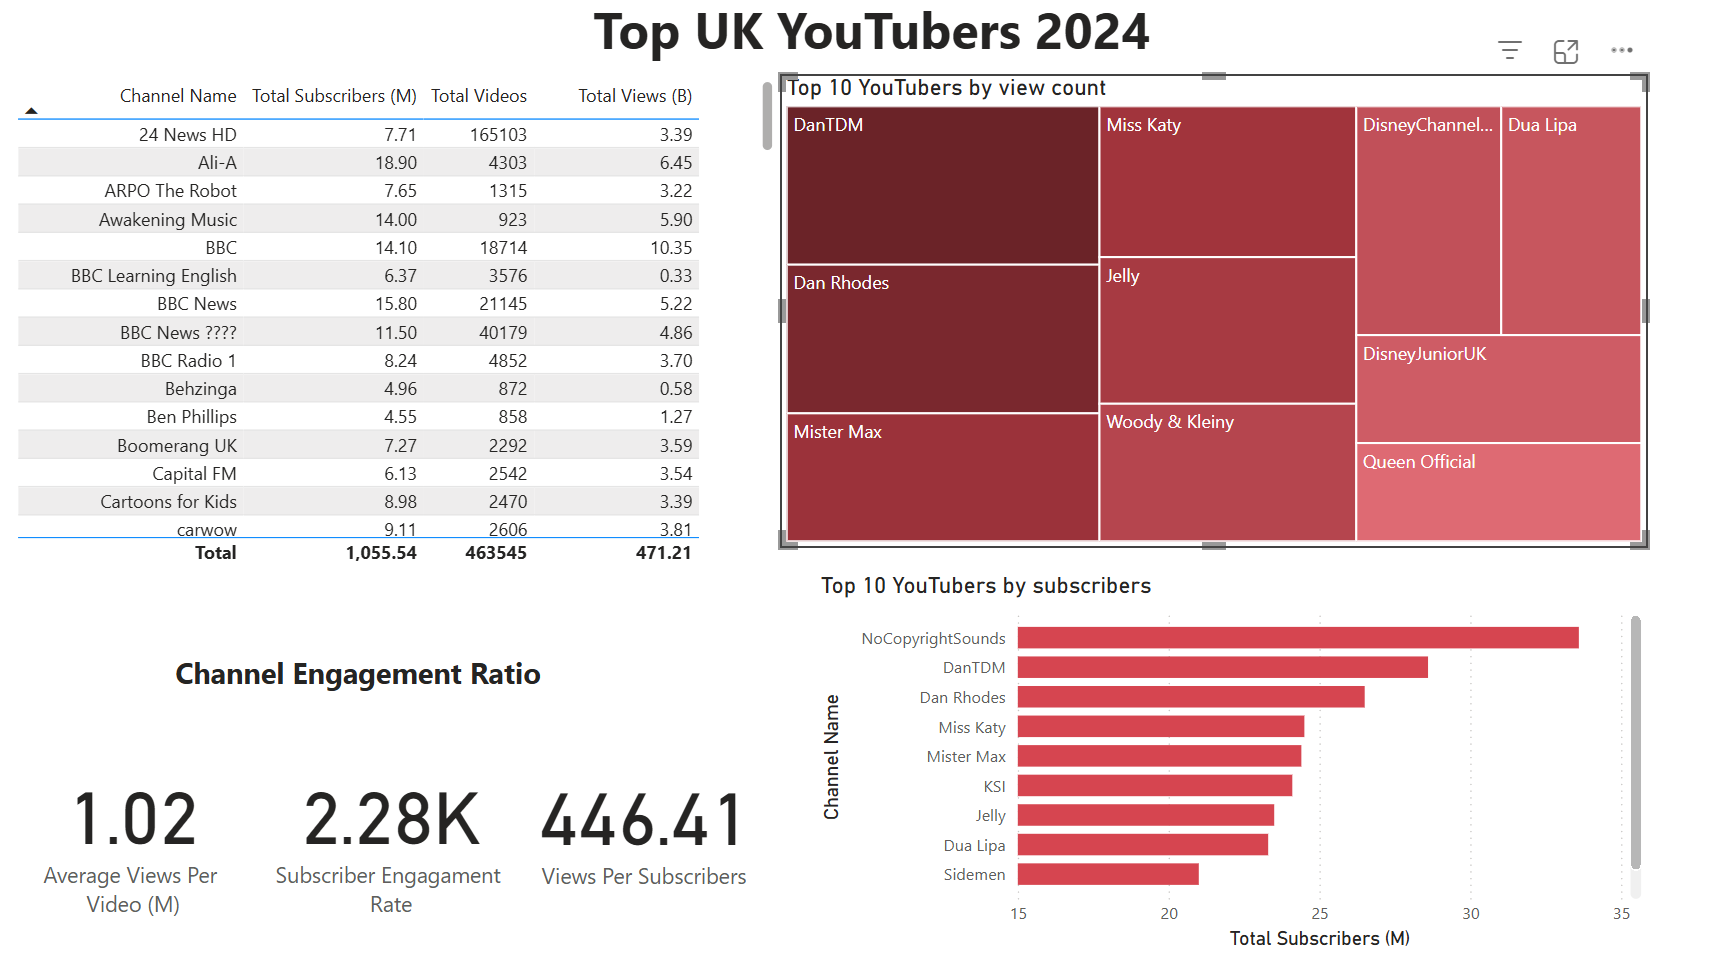 Top UK YouTubers 2024
Channel Name Total Subscribers (M) Total Videos Total Views (B)
24 News HD 7.71 165103 3.39
Ali-A 18.90 4303 6.45
ARPO The Robot 7.65 1315 3.22
Awakening Music 14.00 923 5.90
BBC 14.10 18714 10.35
BBC Learning English 6.37 3576 0.33
BBC News 15.80 21145 5.22
BBC News ???? 11.50 40179 4.86
BBC Radio 1 8.24 4852 3.70
Behzinga 4.96 872 0.58
Ben Phillips 4.55 858 1.27
Boomerang UK 7.27 2292 3.59
Capital FM 6.13 2542 3.54
Cartoons for Kids 8.98 2470 3.39
carwow 9.11 2606 3.81
Total 1,055.54 463545 471.21
Top 10 YouTubers by view count
DanTDM
Dan Rhodes
Mister Max
Miss Katy
Jelly
Woody & Kleiny
DisneyChannel...
Dua Lipa
DisneyJuniorUK
Queen Official
Channel Engagement Ratio
1.02
Average Views Per
Video (M)
2.28K
Subscriber Engagament
Rate
446.41
Views Per Subscribers
Top 10 YouTubers by subscribers
Channel Name
NoCopyrightSounds
DanTDM
Dan Rhodes
Miss Katy
Mister Max
KSI
Jelly
Dua Lipa
Sidemen
15 20 25 30 35
Total Subscribers (M)